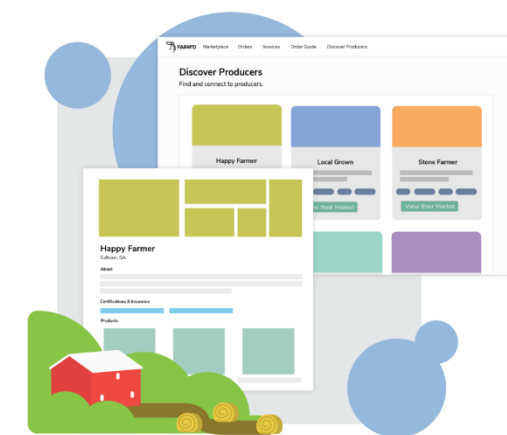 FARM'D Marketplace Orders Invoices Order Guide Discover Producers
Discover Producers
Find and connect to producers.
Happy Farmer
Local Grown
Stone Farmer
w their Market
View their Market
Happy Farmer
Calhoun, GA
About
Certifications & Insurance
Products